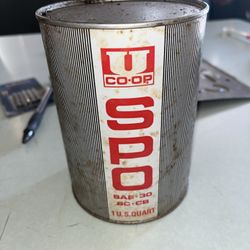 U
CO-OP
SPO
SAE-30
SC-CB
1 U.S. QUART